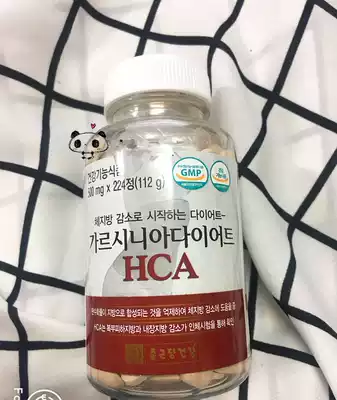 건강기능식품
500 mg x 224정(112 g)
GMP
체지방 감소로 시작하는 다이어트~
가르시니아다이어트
HCA
탄수화물이 지방으로 합성되는 것을 억제하여 체지방 감소에 도움을 줌
HCA는 복부피하지방과 내장지방 감소가 인체시험을 통해 확인
종근당건강